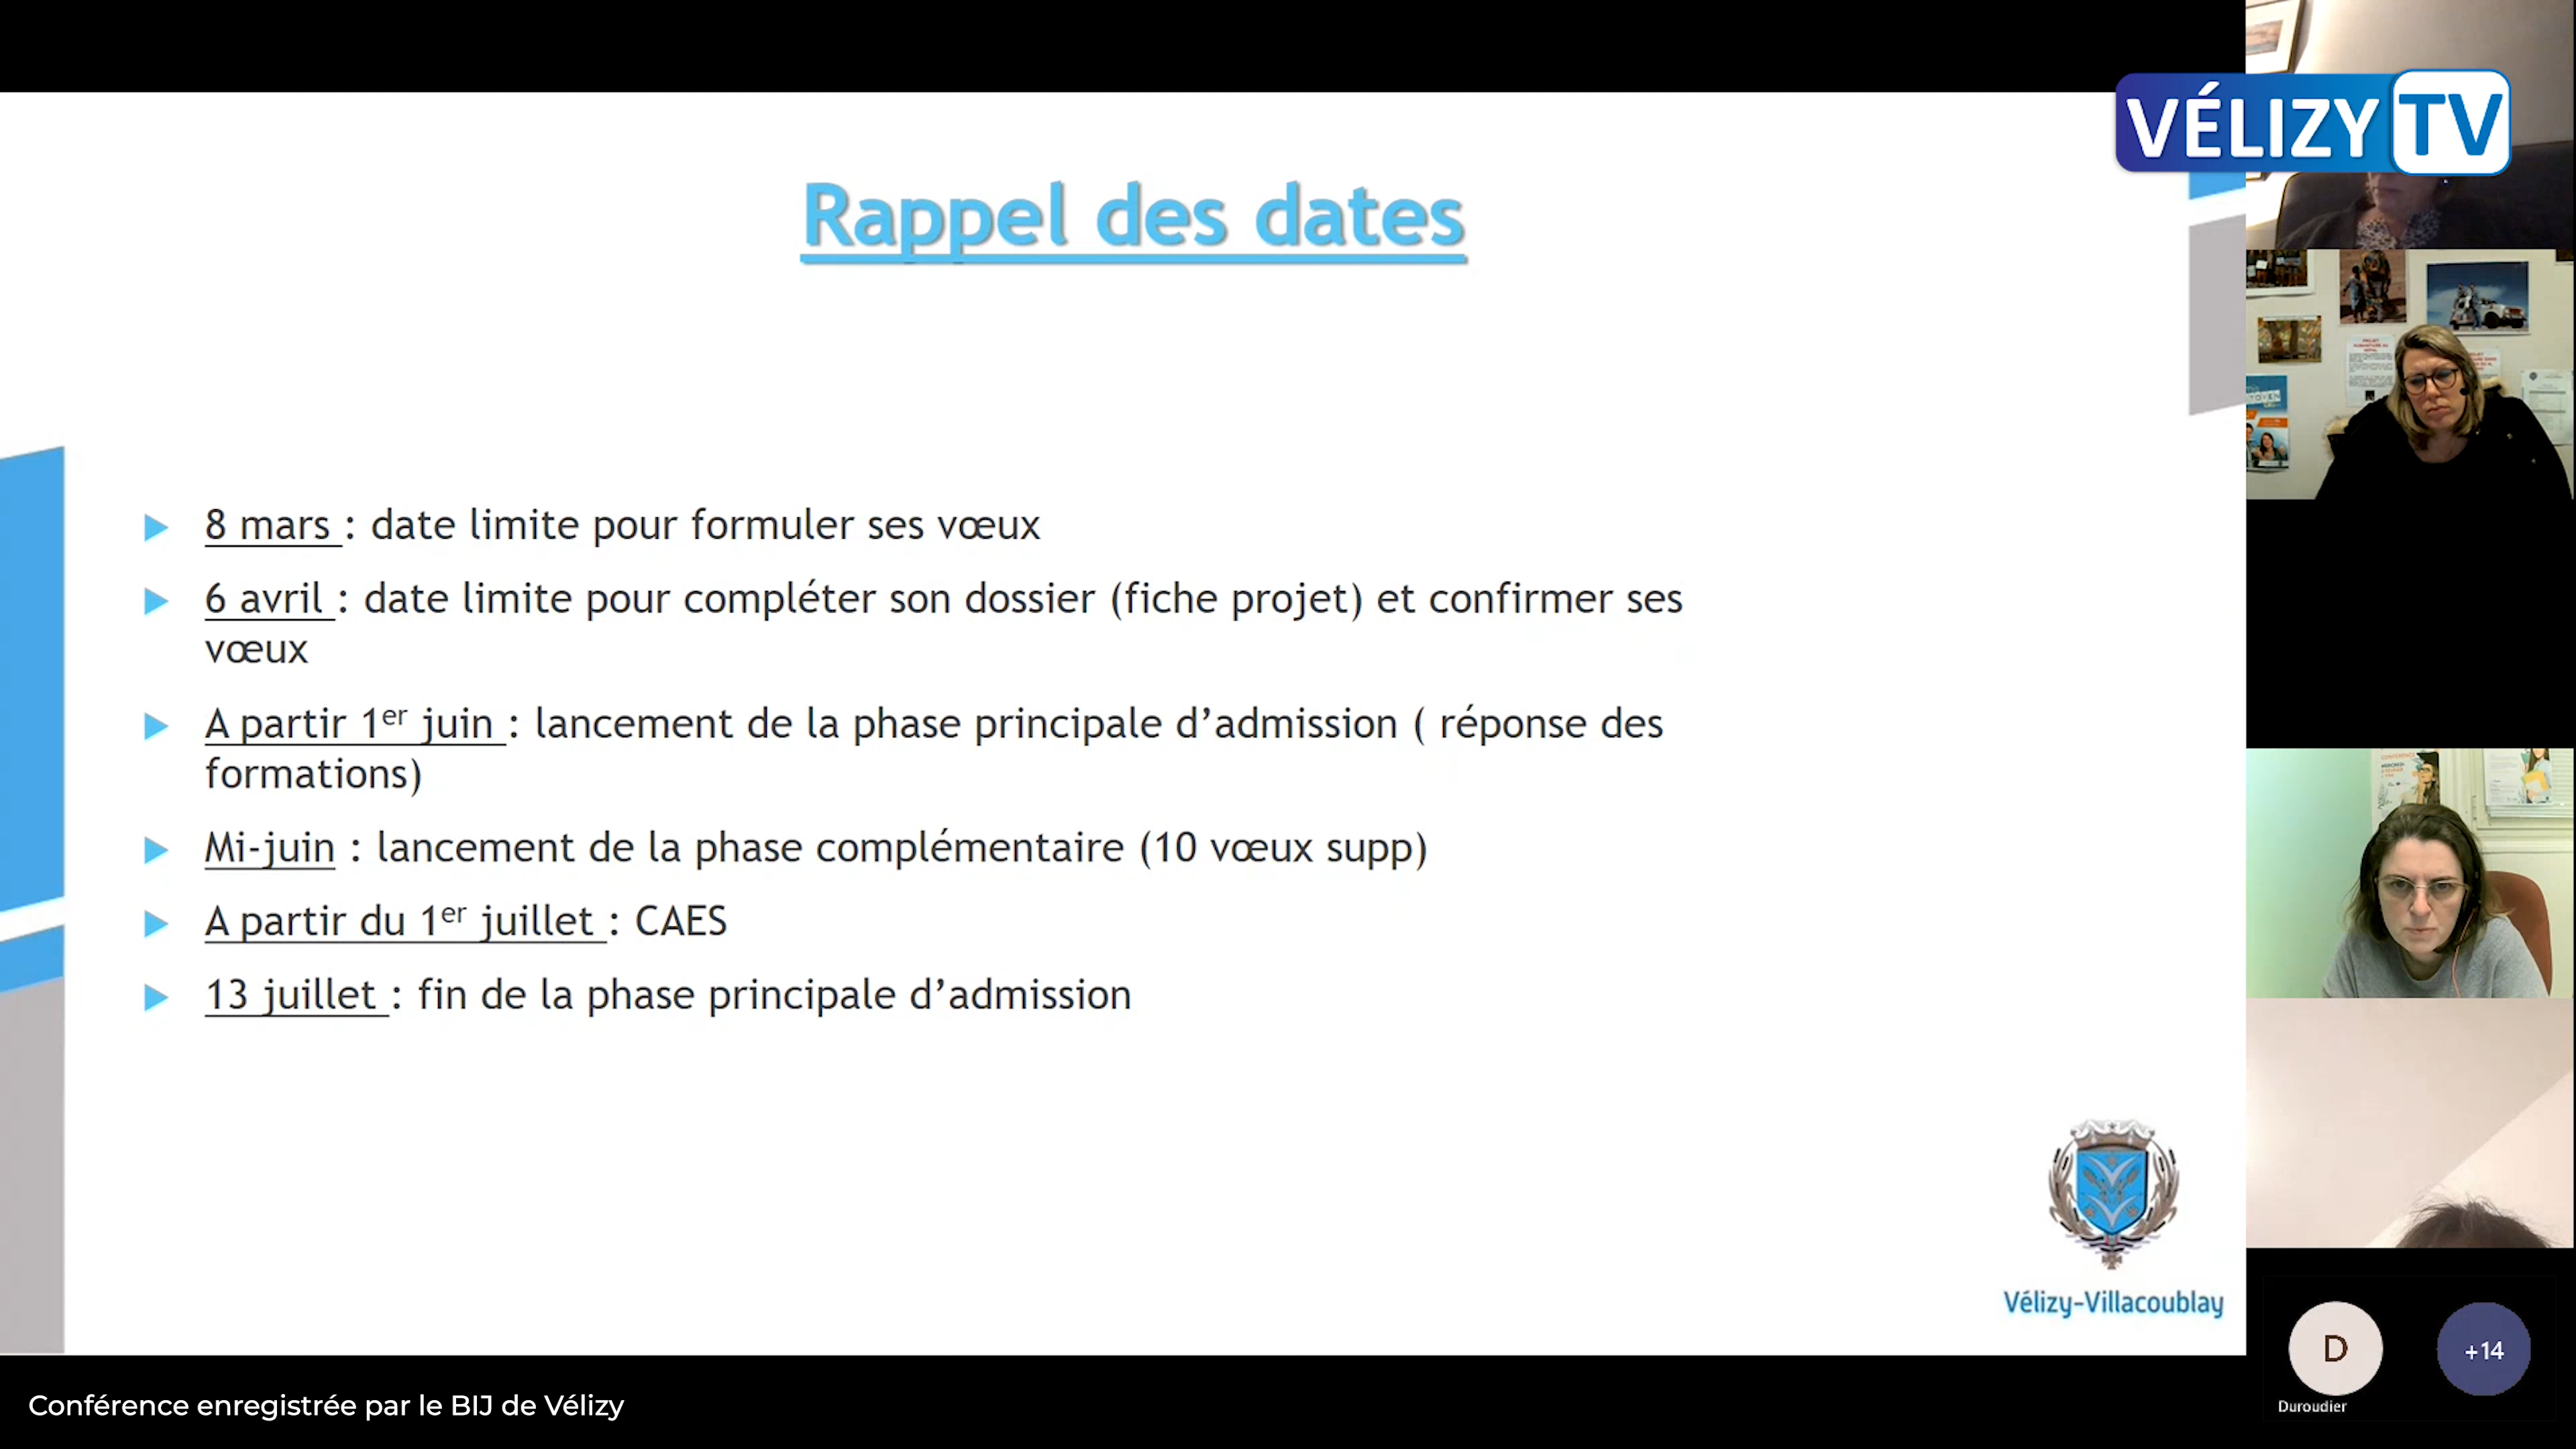 VÉLIZY TV
Rappel des dates
8 mars : date limite pour formuler ses vœux
6 avril : date limite pour compléter son dossier (fiche projet) et confirmer ses
vœux
A partir 1er juin : lancement de la phase principale d’admission ( réponse des
formations)
Mi-juin : lancement de la phase complémentaire (10 vœux supp)
A partir du 1er juillet : CAES
13 juillet : fin de la phase principale d’admission
Vélizy-Villacoublay
D
+14
Duroudier
Conférence enregistrée par le BIJ de Vélizy